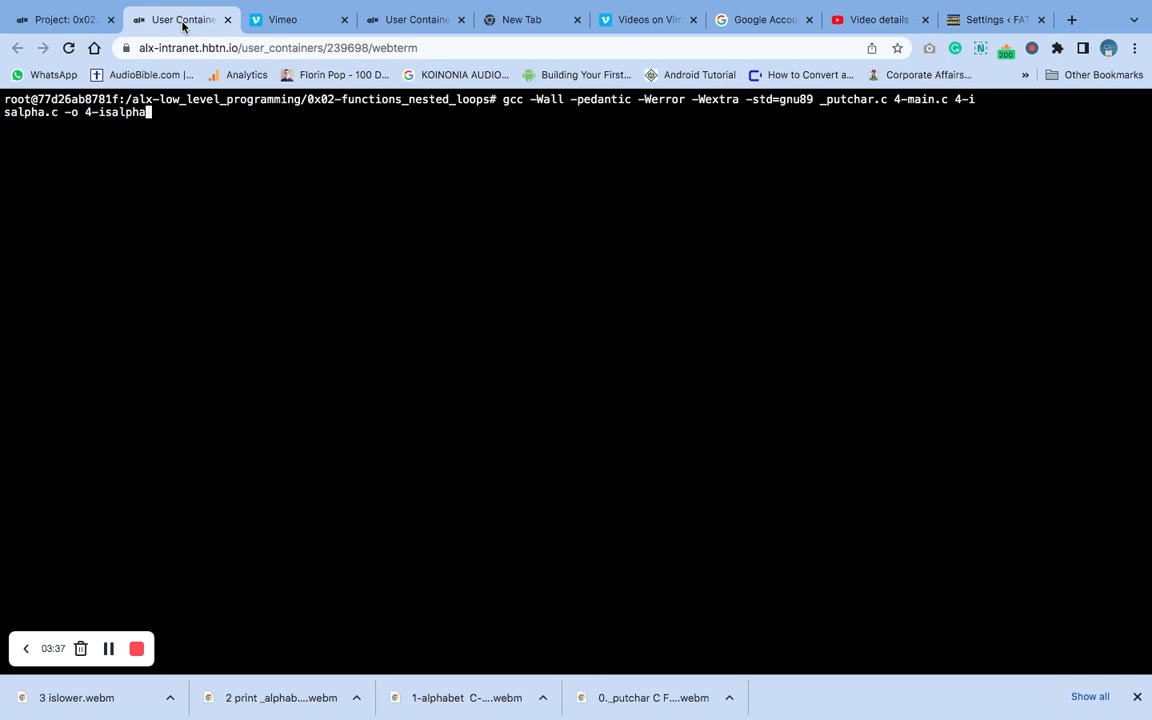 Project: 0x02.
User Containe
Vimeo
User Containe
New Tab
Videos on Vim
Google Accou
Video details
Settings ‹ FAT
alx-intranet.hbtn.io/user_containers/239698/webterm
WhatsApp
AudioBible.com |...
Analytics
Florin Pop - 100 D...
KOINONIA AUDIO...
Building Your First...
Android Tutorial
How to Convert a...
Corporate Affairs...
»
Other Bookmarks
200
root@77d26ab8781f:/alx-low_level_programming/0x02-functions_nested_loops# gcc -Wall -pedantic -Werror -Wextra -std=gnu89 _putchar.c 4-main.c 4-i
salpha.c -o 4-isalpha
03:37
3 islower.webm
2 print _alphab....webm
1-alphabet C-....webm
0._putchar C F....webm
Show all